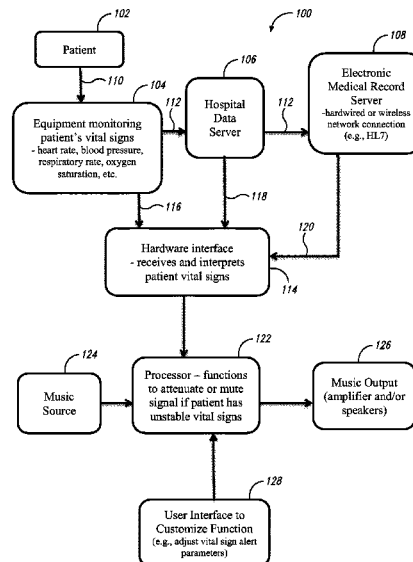 102
100
Patient
108
106
110
104
Electronic
Medical Record
Server
-hardwired or wireless
network connection
(e.g., HL7)
Equipment monitoring
patient's vital signs
- heart rate, blood pressure,
respiratory rate, oxygen
saturation, etc.
112
Hospital
Data
Server
112
116
118
120
Hardware interface
- receives and interprets
patient vital signs
114
122
124
126
Music
Source
Processor – functions
to attenuate or mute
signal if patient has
unstable vital signs
Music Output
(amplifier and/or
speakers)
128
User Interface to
Customize Function
(e.g., adjust vital sign alert
parameters)